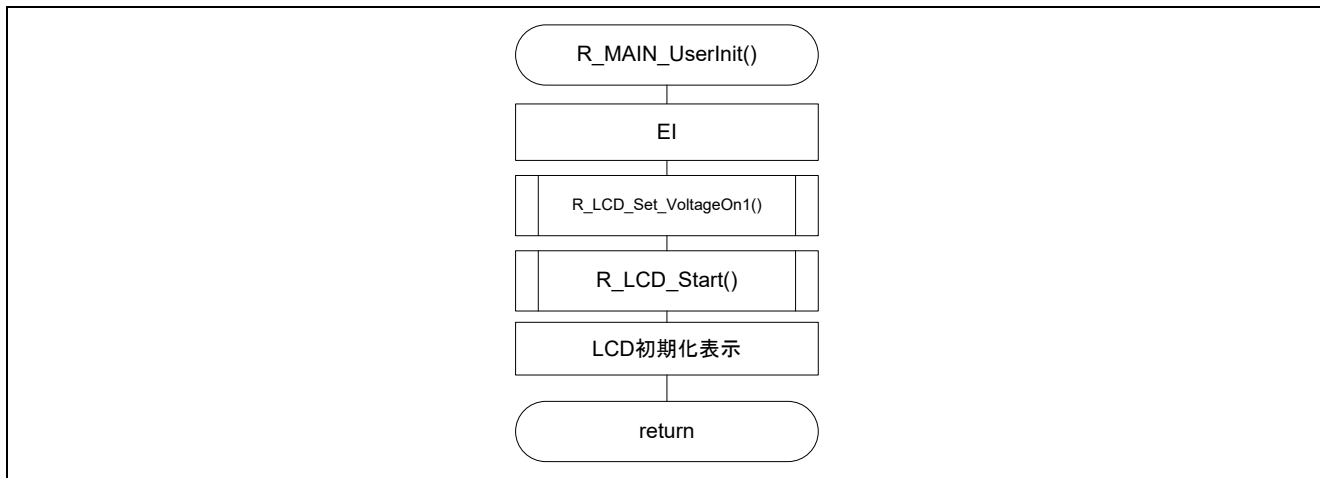 R_MAIN_UserInit()
EI
R_LCD_Set_VoltageOn1()
R_LCD_Start()
LCD初期化表示
return